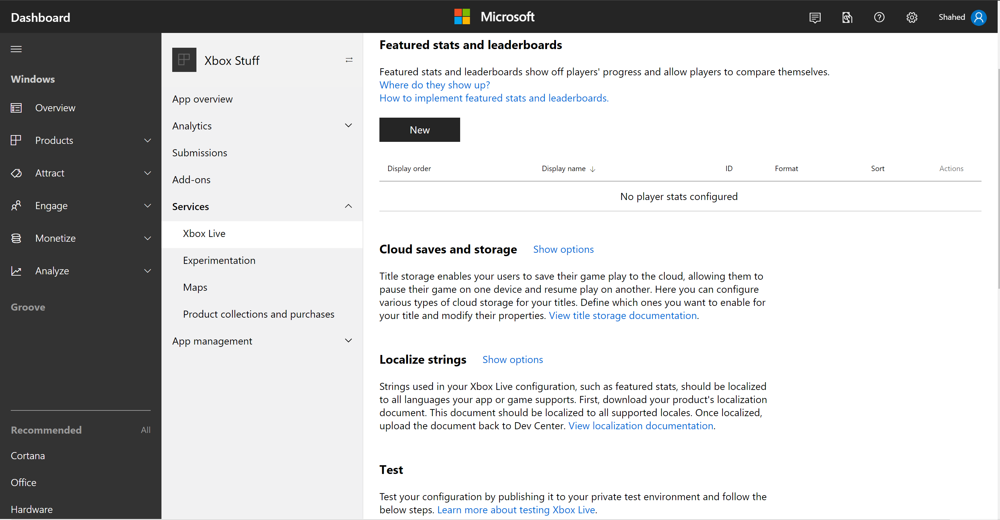 Dashboard
Microsoft
Shahed
Windows
Overview
Products
Attract
Engage
Monetize
Analyze
Groove
Recommended All
Cortana
Office
Hardware
Xbox Stuff
App overview
Analytics
Submissions
Add-ons
Services
Xbox Live
Experimentation
Maps
Product collections and purchases
App management
Featured stats and leaderboards
Featured stats and leaderboards show off players' progress and allow players to compare themselves.
Where do they show up?
How to implement featured stats and leaderboards.
New
Display order Display name ID Format Sort Actions
No player stats configured
Cloud saves and storage Show options
Title storage enables your users to save their game play to the cloud, allowing them to
pause their game on one device and resume play on another. Here you can configure
various types of cloud storage for your titles. Define which ones you want to enable for
your title and modify their properties. View title storage documentation.
Localize strings Show options
Strings used in your Xbox Live configuration, such as featured stats, should be localized
to all languages your app or game supports. First, download your product's localization
document. This document should be localized to all supported locales. Once localized,
upload the document back to Dev Center. View localization documentation.
Test
Test your configuration by publishing it to your private test environment and follow the
below steps. Learn more about testing Xbox Live.